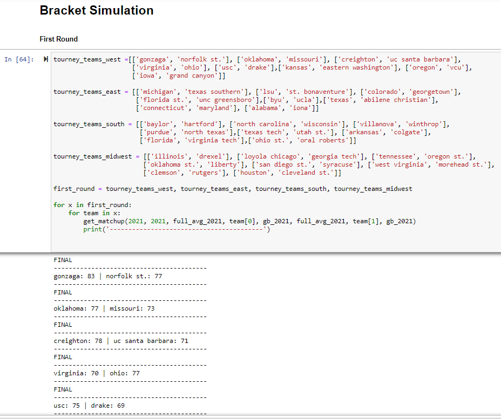 Bracket Simulation
First Round
In [64]:
tourney_teams_west =[['gonzaga', 'norfolk st.'], ['oklahoma', 'missouri'], ['creighton', 'uc santa barbara'],
['virginia', 'ohio'], ['usc', 'drake'],['kansas', 'eastern washington'], ['oregon', 'vcu'],
['iowa', 'grand canyon']]
tourney_teams_east = [['michigan', 'texas southern'], ['lsu', 'st. bonaventure'], ['colorado', 'georgetown'],
['florida st.', 'unc greensboro'],['byu', 'ucla'],['texas', 'abilene christian'],
['connecticut', 'maryland'], ['alabama', 'iona']]
tourney_teams_south = [['baylor', 'hartford'], ['north carolina', 'wisconsin'], ['villanova', 'winthrop'],
['purdue', 'north texas'],['texas tech', 'utah st.'], ['arkansas', 'colgate'],
['florida', 'virginia tech'],['ohio st.', 'oral roberts']]
tourney_teams_midwest = [['illinois', 'drexel'], ['loyola chicago', 'georgia tech'], ['tennessee', 'oregon st.'],
['oklahoma st.', 'liberty'], ['san diego st.', 'syracuse'], ['west virginia', 'morehead st.'],
['clemson', 'rutgers'], ['houston', 'cleveland st.']]
first_round = tourney_teams_west, tourney_teams_east, tourney_teams_south, tourney_teams_midwest
for x in first_round:
for team in x:
get_matchup(2021, 2021, full_avg_2021, team[0], gb_2021, full_avg_2021, team[1], gb_2021)
print('-----------------------------------------')
FINAL
-----------------------------------------
gonzaga: 83 | norfolk st.: 77
-----------------------------------------
FINAL
-----------------------------------------
oklahoma: 77 | missouri: 73
-----------------------------------------
FINAL
-----------------------------------------
creighton: 78 | uc santa barbara: 71
-----------------------------------------
FINAL
-----------------------------------------
virginia: 70 | ohio: 77
-----------------------------------------
FINAL
-----------------------------------------
usc: 75 | drake: 69
-----------------------------------------